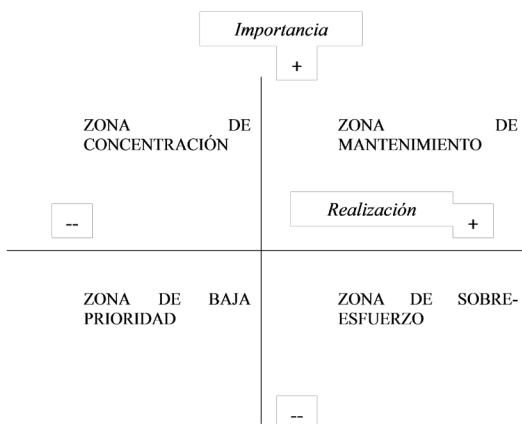 Importancia
+
ZONA DE
CONCENTRACIÓN
ZONA DE
MANTENIMIENTO
--
Realización
+
ZONA DE BAJA
PRIORIDAD
ZONA DE SOBRE-
ESFUERZO
--